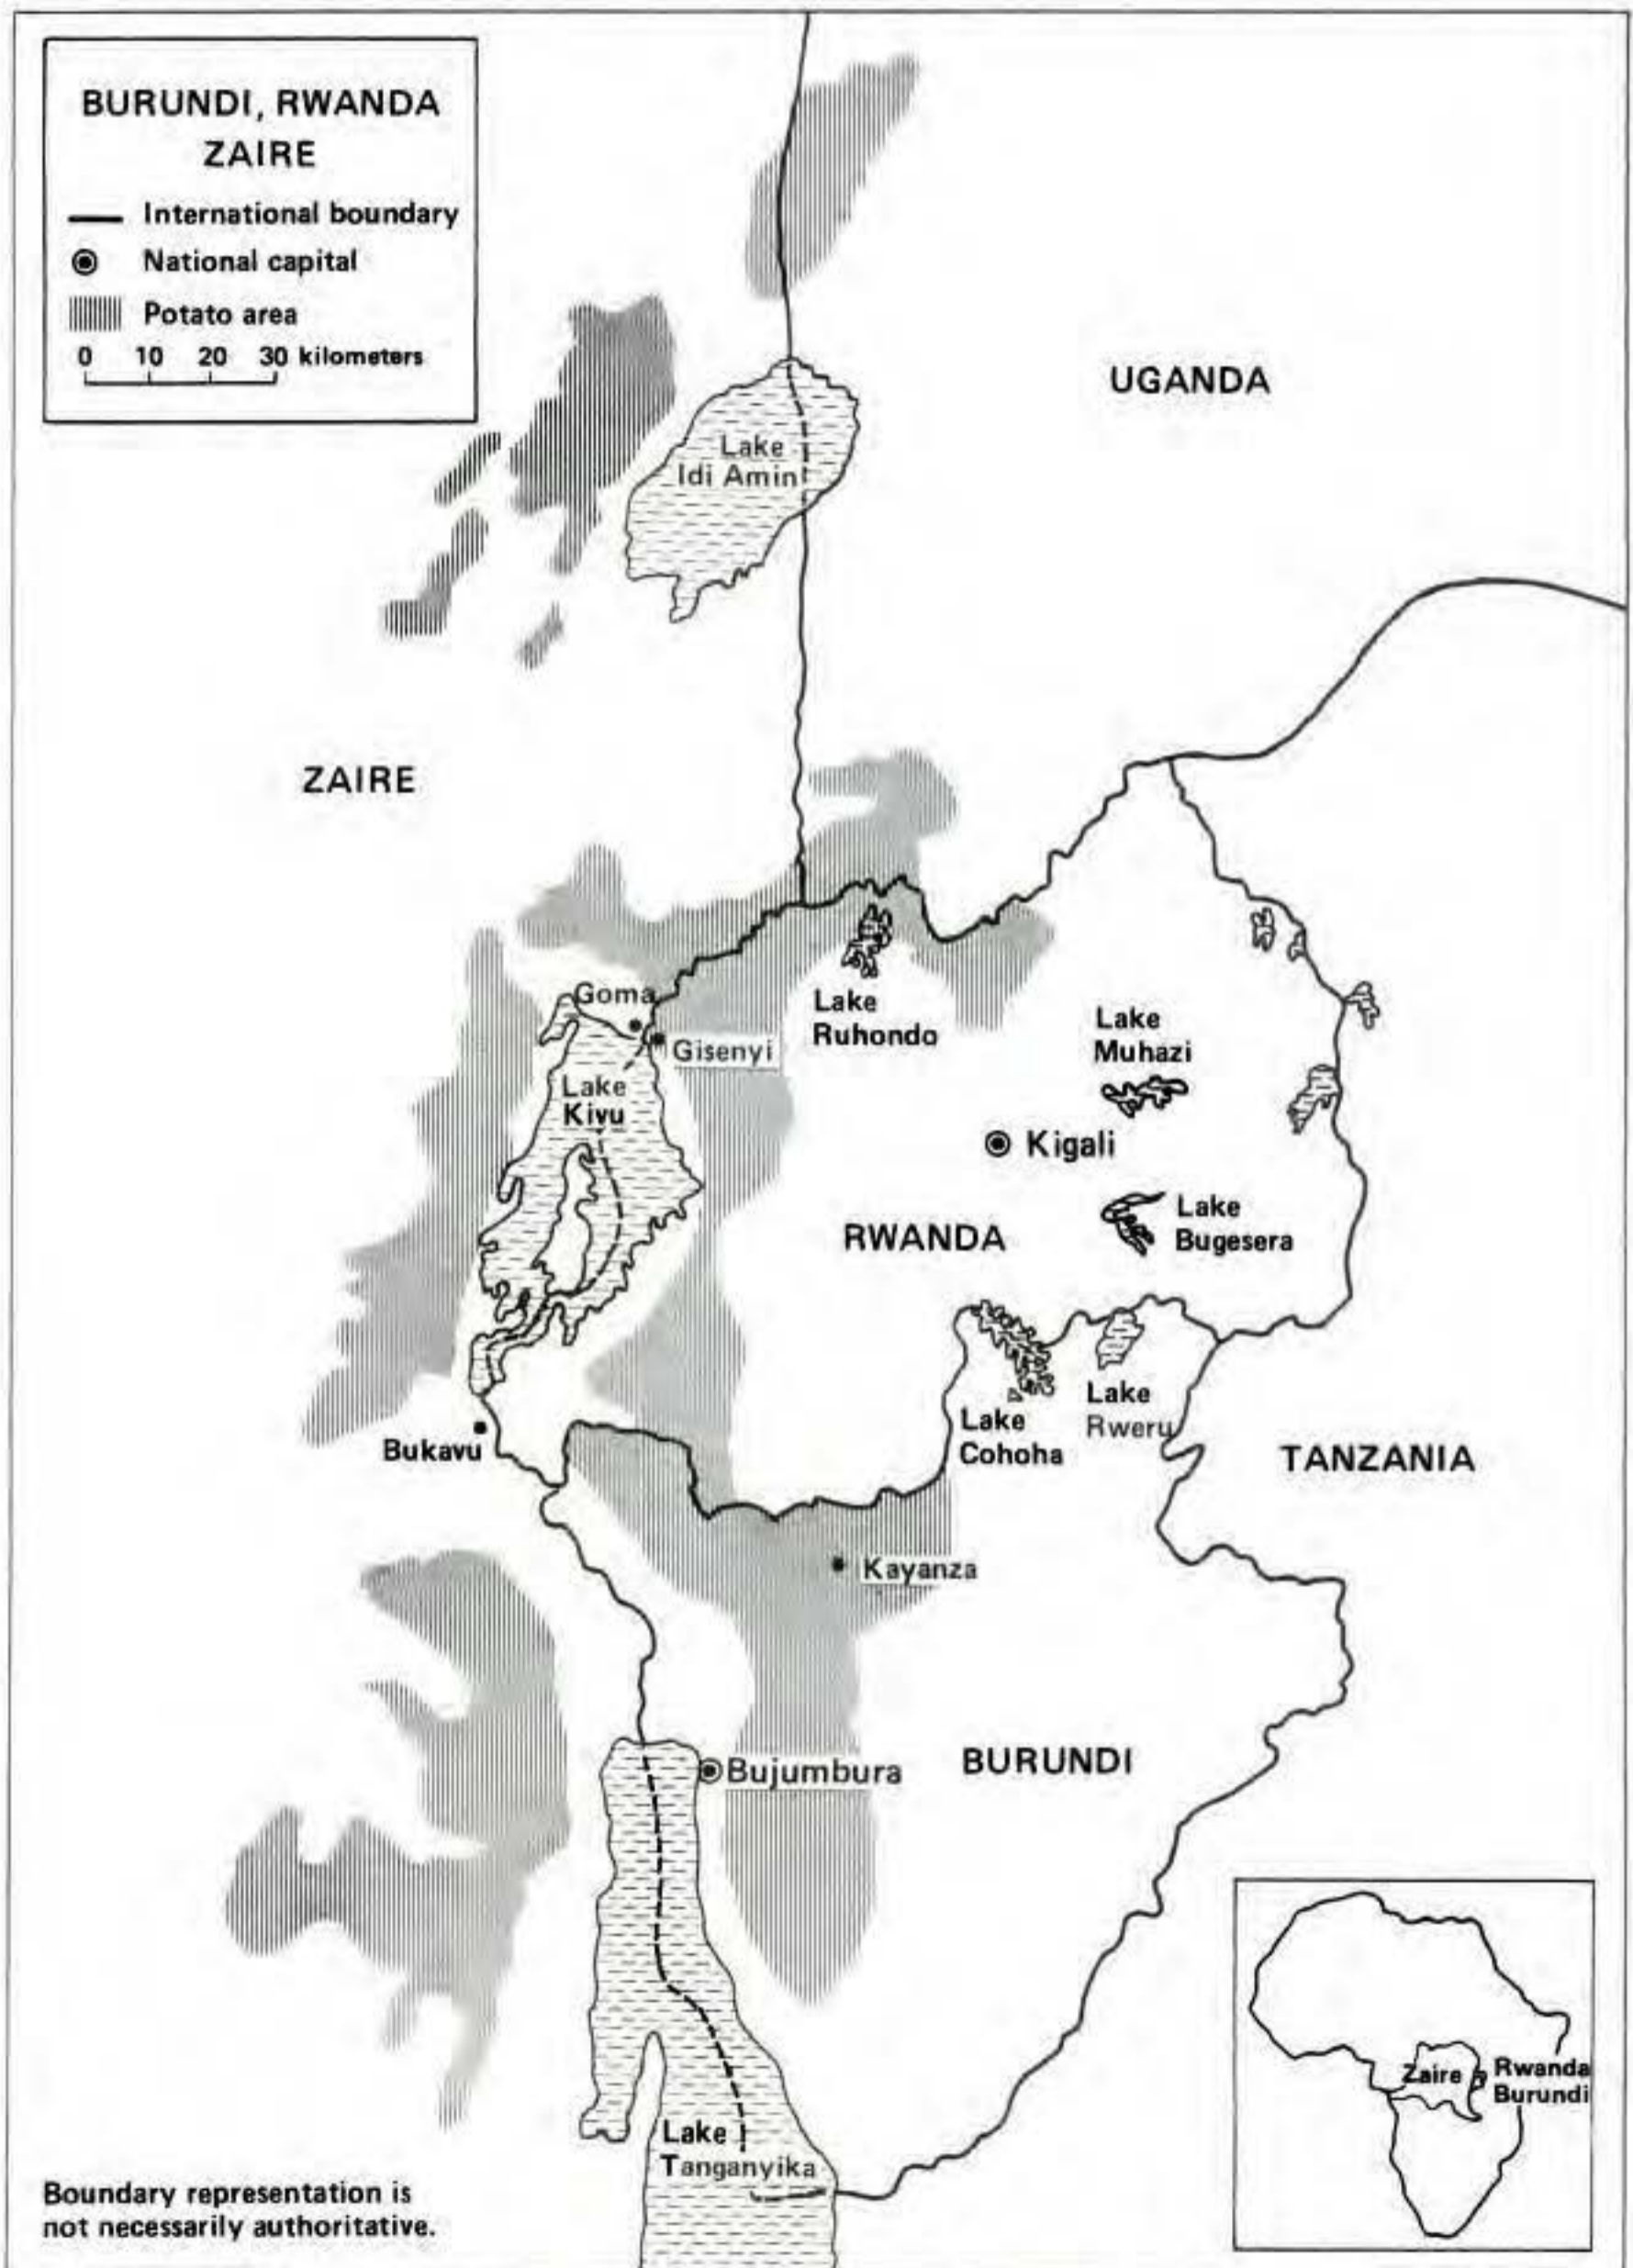 BURUNDI, RWANDA
ZAIRE
International boundary
National capital
Potato area
0 10 20 30 kilometers
UGANDA
Lake
Idi Amin
ZAIRE
Goma
Gisenyi
Lake
Ruhondo
Lake
Muhazi
Lake
Kivu
Kigali
RWANDA
Lake
Bugesera
Lake
Rweru
Lake
Cohoha
Bukavu
TANZANIA
Kayanza
Bujumbura
BURUNDI
Zaire
Rwanda
Burundi
Lake
Tanganyika
Boundary representation is
not necessarily authoritative.